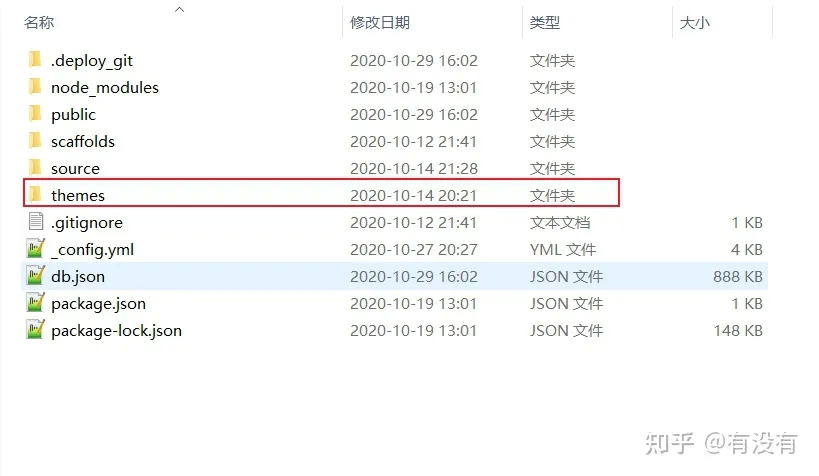 名称 修改日期 类型 大小
.deploy_git 2020-10-29 16:02 文件夹
node_modules 2020-10-19 13:01 文件夹
public 2020-10-29 16:02 文件夹
scaffolds 2020-10-12 21:41 文件夹
source 2020-10-14 21:28 文件夹
themes 2020-10-14 20:21 文件夹
.gitignore 2020-10-12 21:41 文本文档 1 KB
_config.yml 2020-10-27 20:27 YML 文件 4 KB
db.json 2020-10-29 16:02 JSON 文件 888 KB
package.json 2020-10-19 13:01 JSON 文件 1 KB
package-lock.json 2020-10-19 13:01 JSON 文件 148 KB
知乎 @有没有